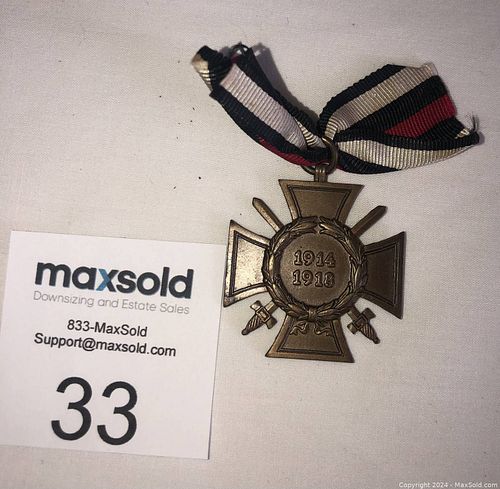 maxsold
Downsizing and Estate Sales
833-MaxSold
Support@maxsold.com
33
1914
1918
Copyright 2024 - MaxSold.com